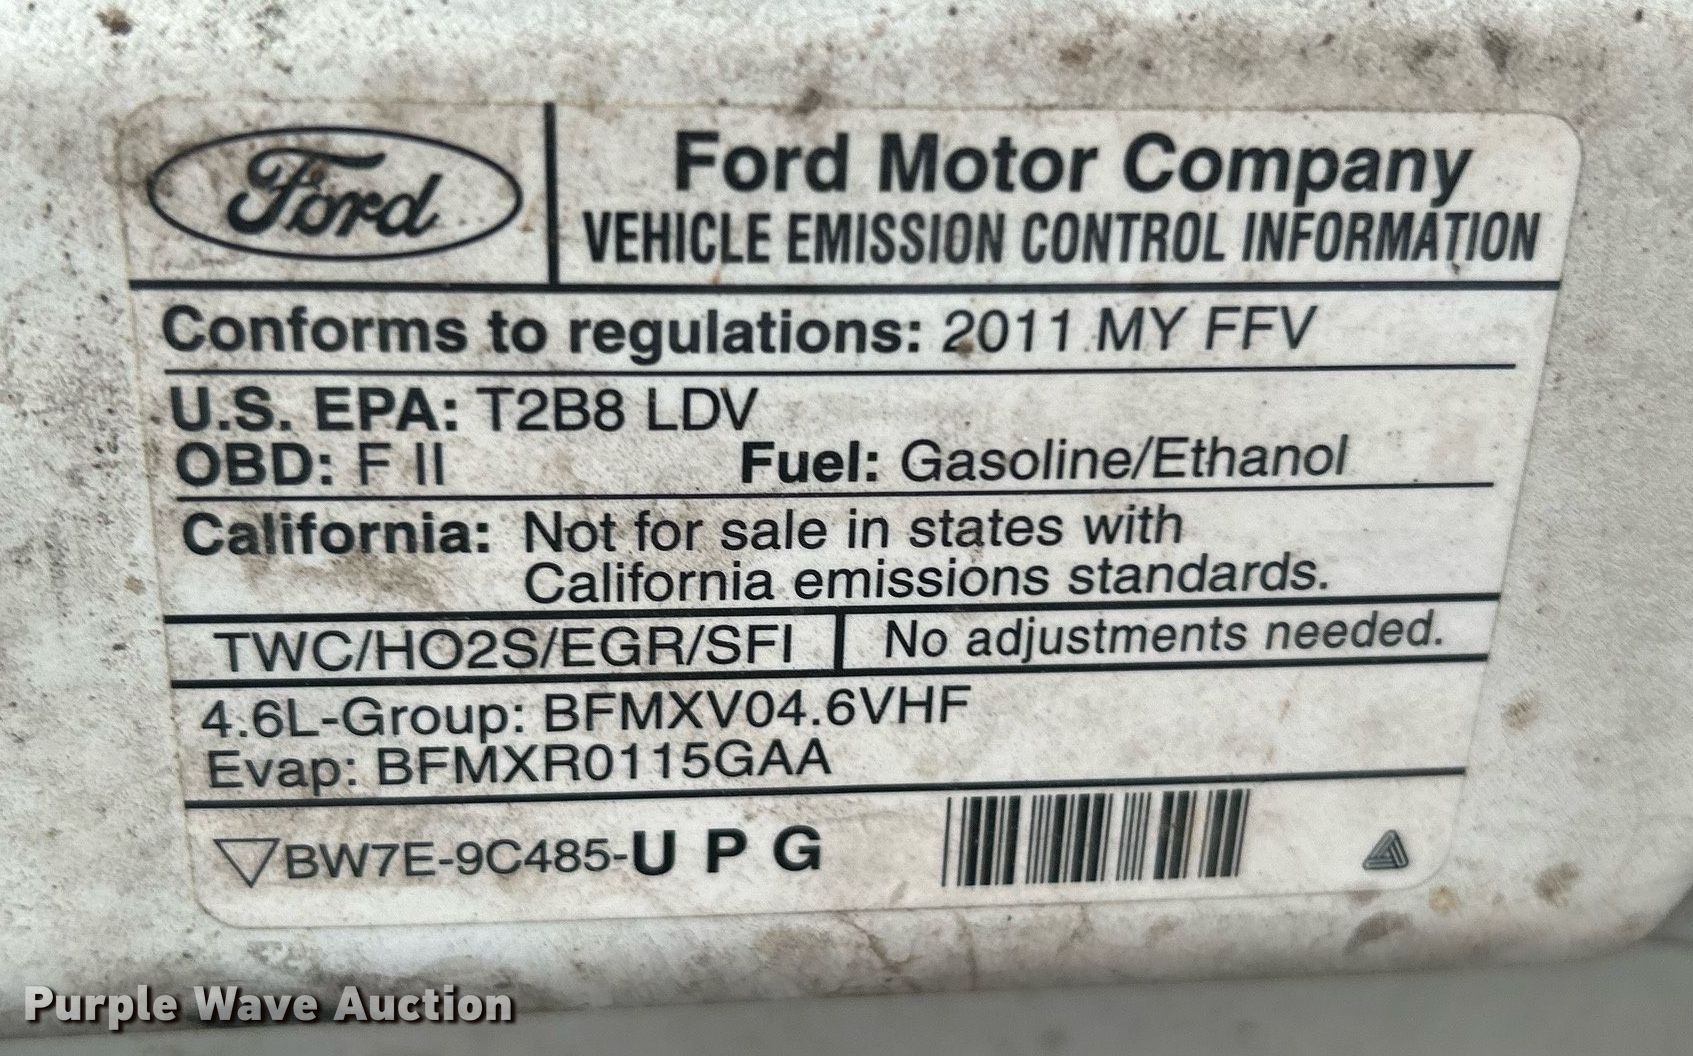 Ford
Ford Motor Company
VEHICLE EMISSION CONTROL INFORMATION
Conforms to regulations: 2011 MY FFV
U.S. EPA: T2B8 LDV
OBD: F II Fuel: Gasoline/Ethanol
California: Not for sale in states with
California emissions standards.
TWC/HO2S/EGR/SFI No adjustments needed.
4.6L-Group: BFMXV04.6VHF
Evap: BFMXR0115GAA
BW7E-9C485-U P G
Purple Wave Auction